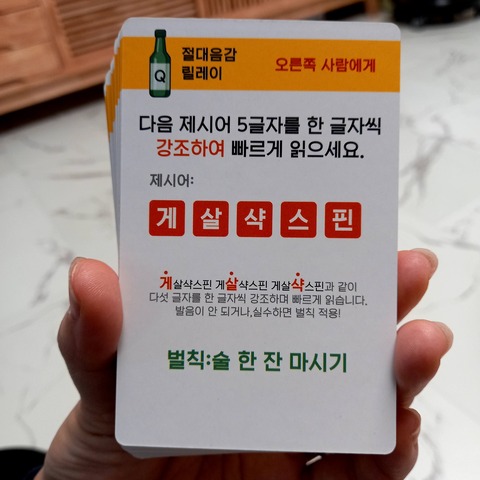 Q
절대음감
릴레이
오른쪽 사람에게
다음 제시어 5글자를 한 글자씩
강조하여 빠르게 읽으세요.
제시어:
게살샥스핀
게살샥스핀 게살샥스핀 게살샥스핀과 같이
다섯 글자를 한 글자씩 강조하며 빠르게 읽습니다.
발음이 안 되거나,실수하면 벌칙 적용!
벌칙:술 한 잔 마시기